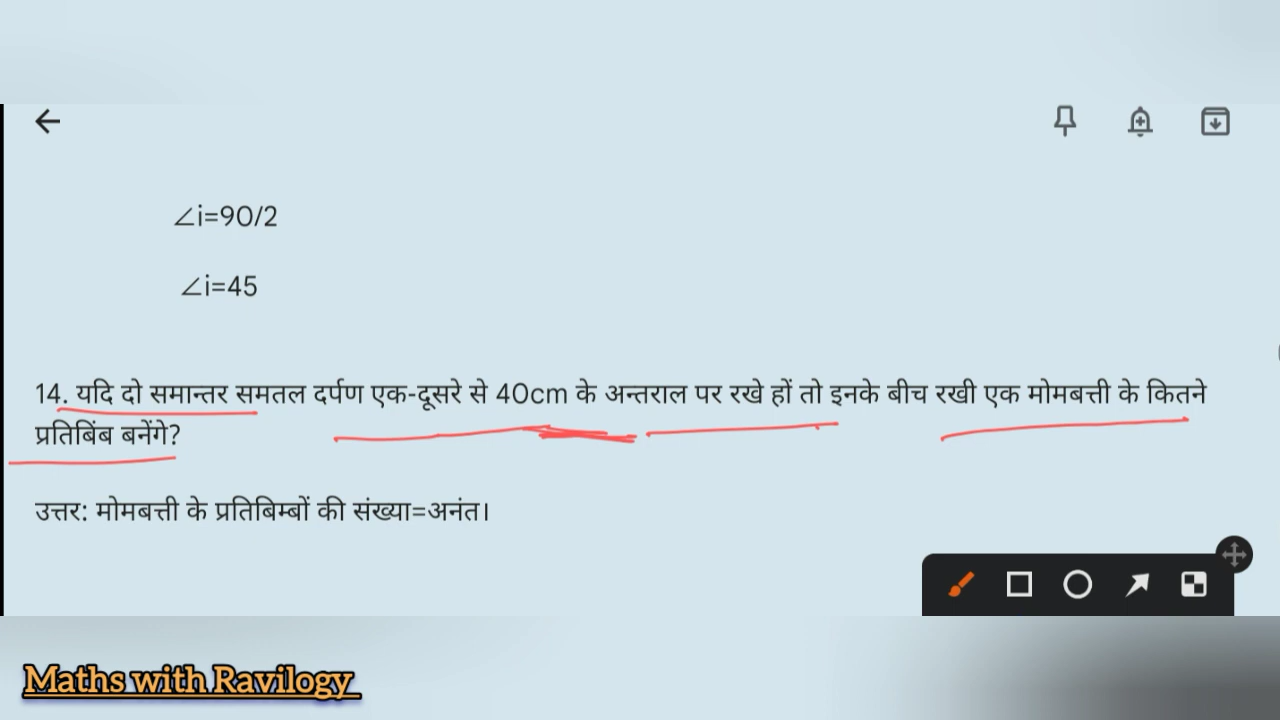 ∠i=90/2
∠i=45
14. यदि दो समान्तर समतल दर्पण एक-दूसरे से 40cm के अन्तराल पर रखे हों तो इनके बीच रखी एक मोमबत्ती के कितने
प्रतिबिंब बनेंगे?
उत्तर: मोमबत्ती के प्रतिबिम्बों की संख्या=अनंत।
Maths with Ravilogy